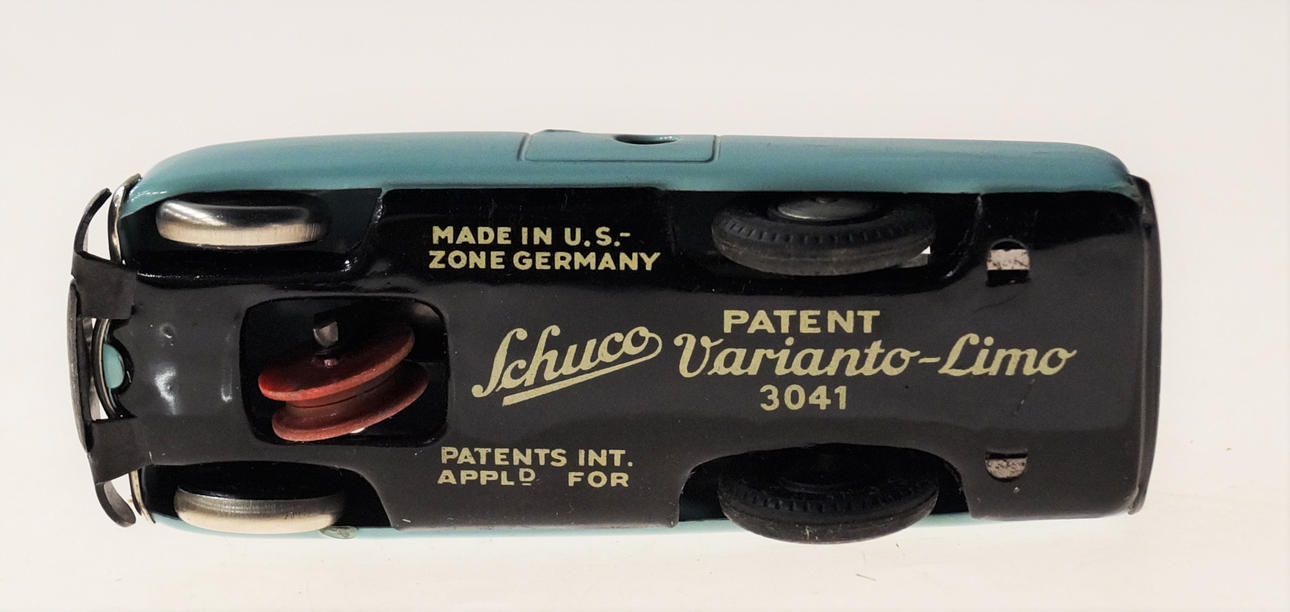 MADE IN U.S.-
ZONE GERMANY
Schuco
PATENT
Varianto-Limo
3041
PATENTS INT.
APPLD FOR